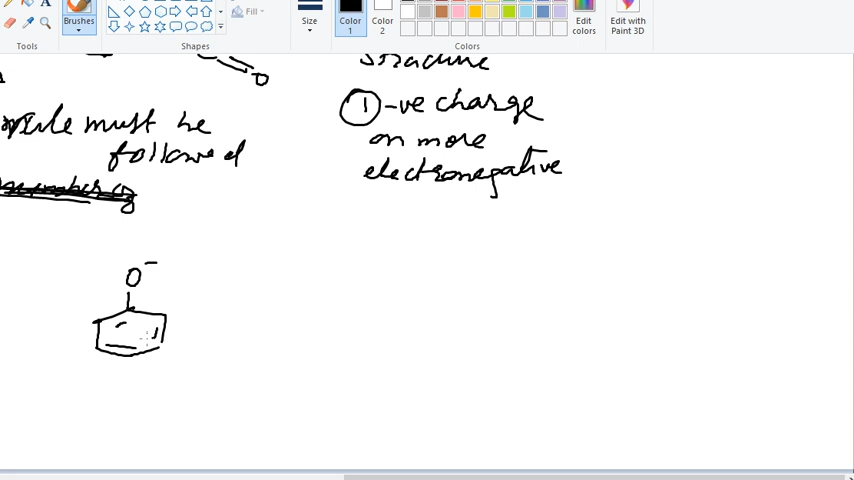 Brushes
Size
Color 1
Color 2
Fill
Edit colors
Edit with Paint 3D
Tools
Shapes
Colors
structure
must be
followed
1 -ve charge
on more
electronegative
O
O⁻